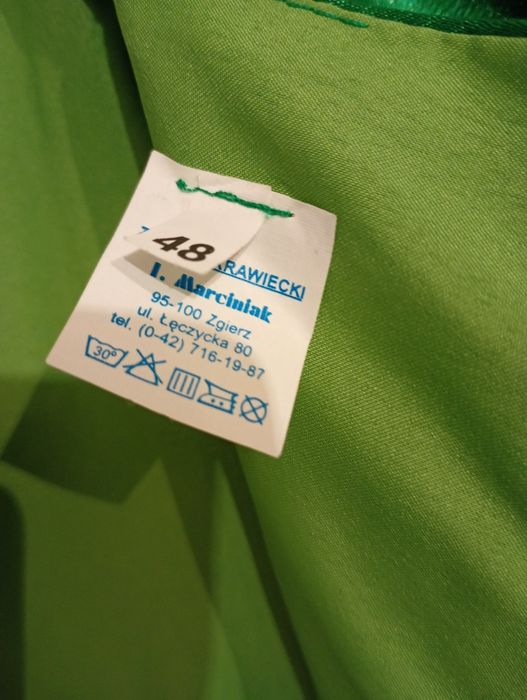 48
KRAWIECKI
I. Marciniak
95-100 Zgierz
ul. Łęczycka 80
tel. (0-42) 716-19-87
30°